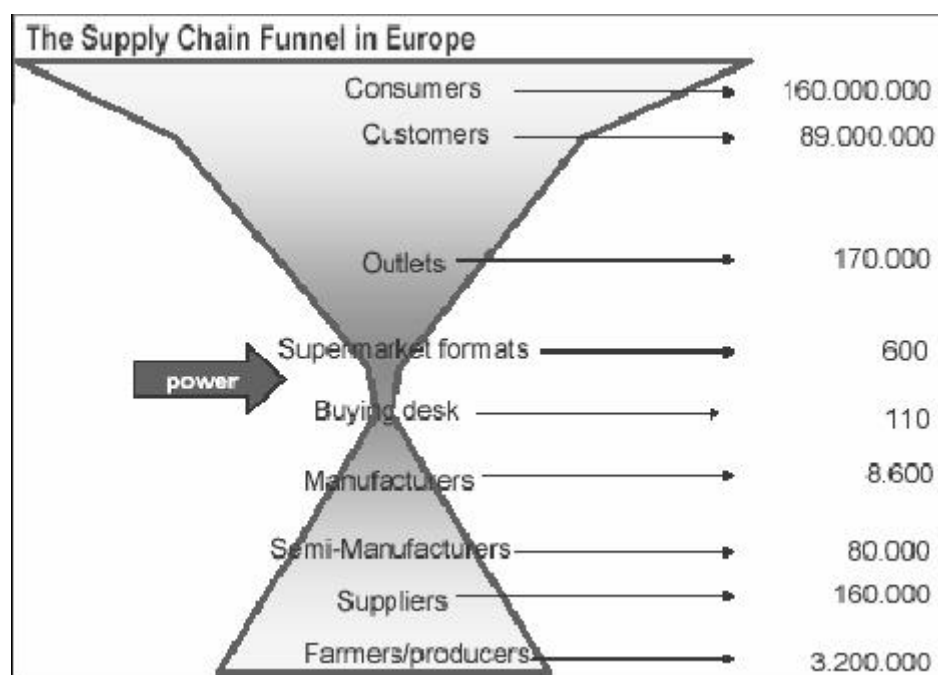 The Supply Chain Funnel in Europe
Consumers 160.000.000
Customers 89.000.000
Outlets 170.000
Supermarket formats 600
power
Buying desk 110
Manufacturers 8.600
Semi-Manufacturers 80.000
Suppliers 160.000
Farmers/producers 3.200.000